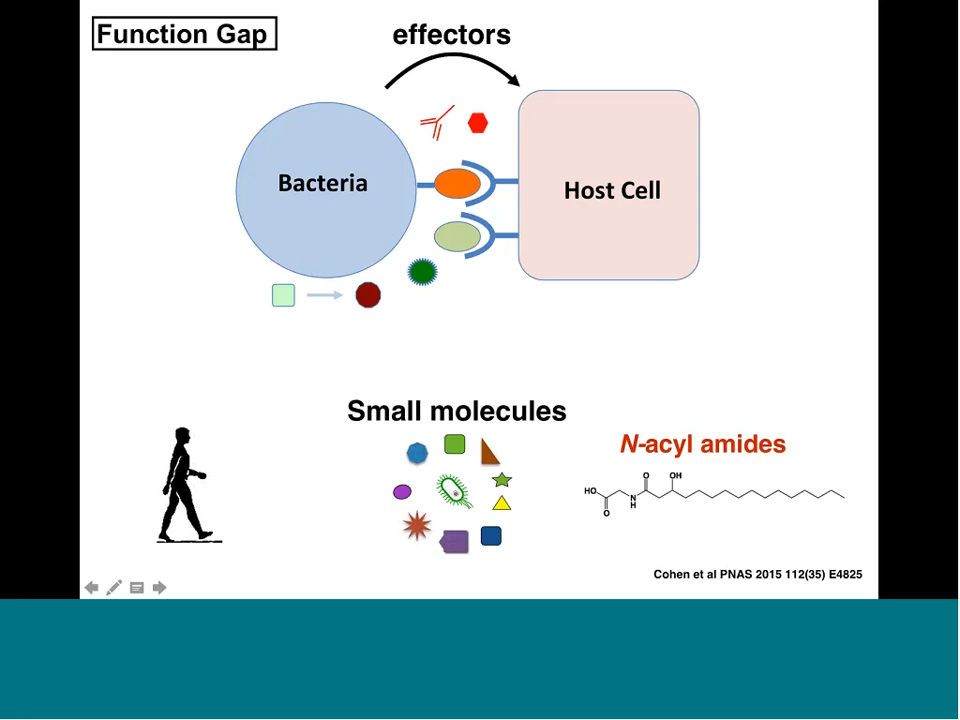 Function Gap
effectors
Bacteria
Host Cell
Small molecules
N-acyl amides
O OH
HO
N
H
O
Cohen et al PNAS 2015 112(35) E4825